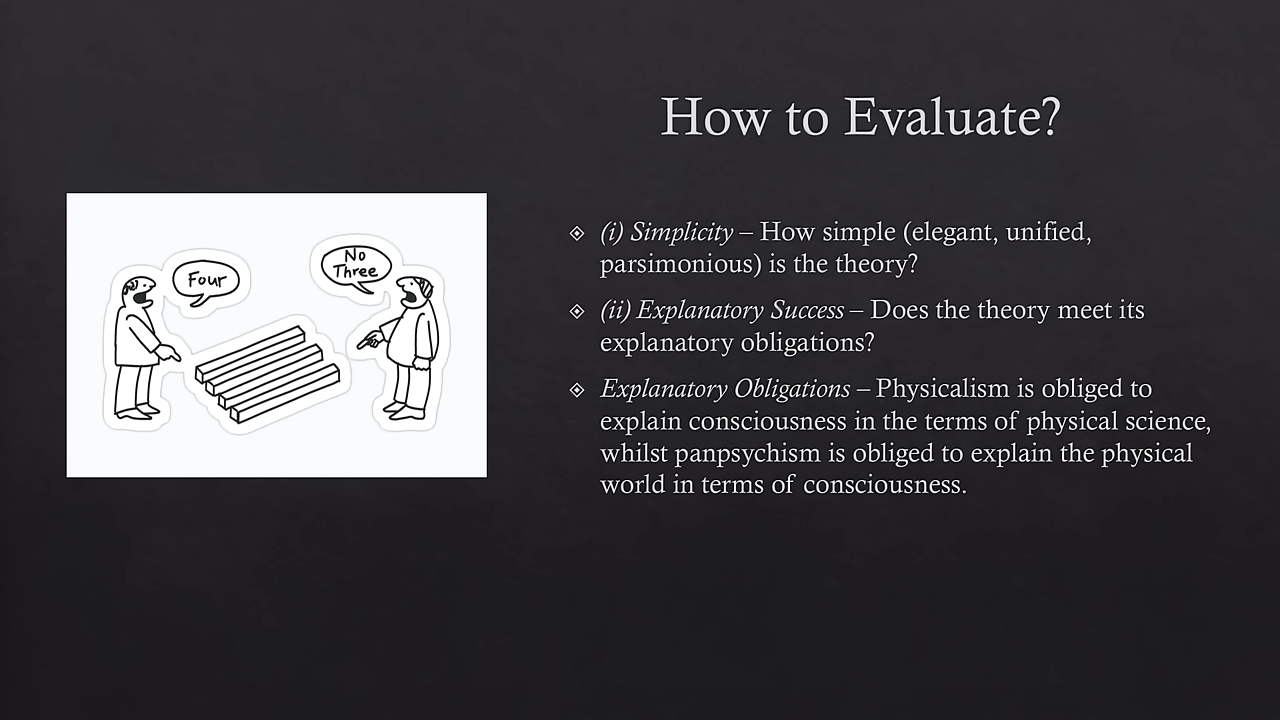 How to Evaluate?
Four
No
Three
(i) Simplicity – How simple (elegant, unified,
parsimonious) is the theory?
(ii) Explanatory Success – Does the theory meet its
explanatory obligations?
Explanatory Obligations – Physicalism is obliged to
explain consciousness in the terms of physical science,
whilst panpsychism is obliged to explain the physical
world in terms of consciousness.